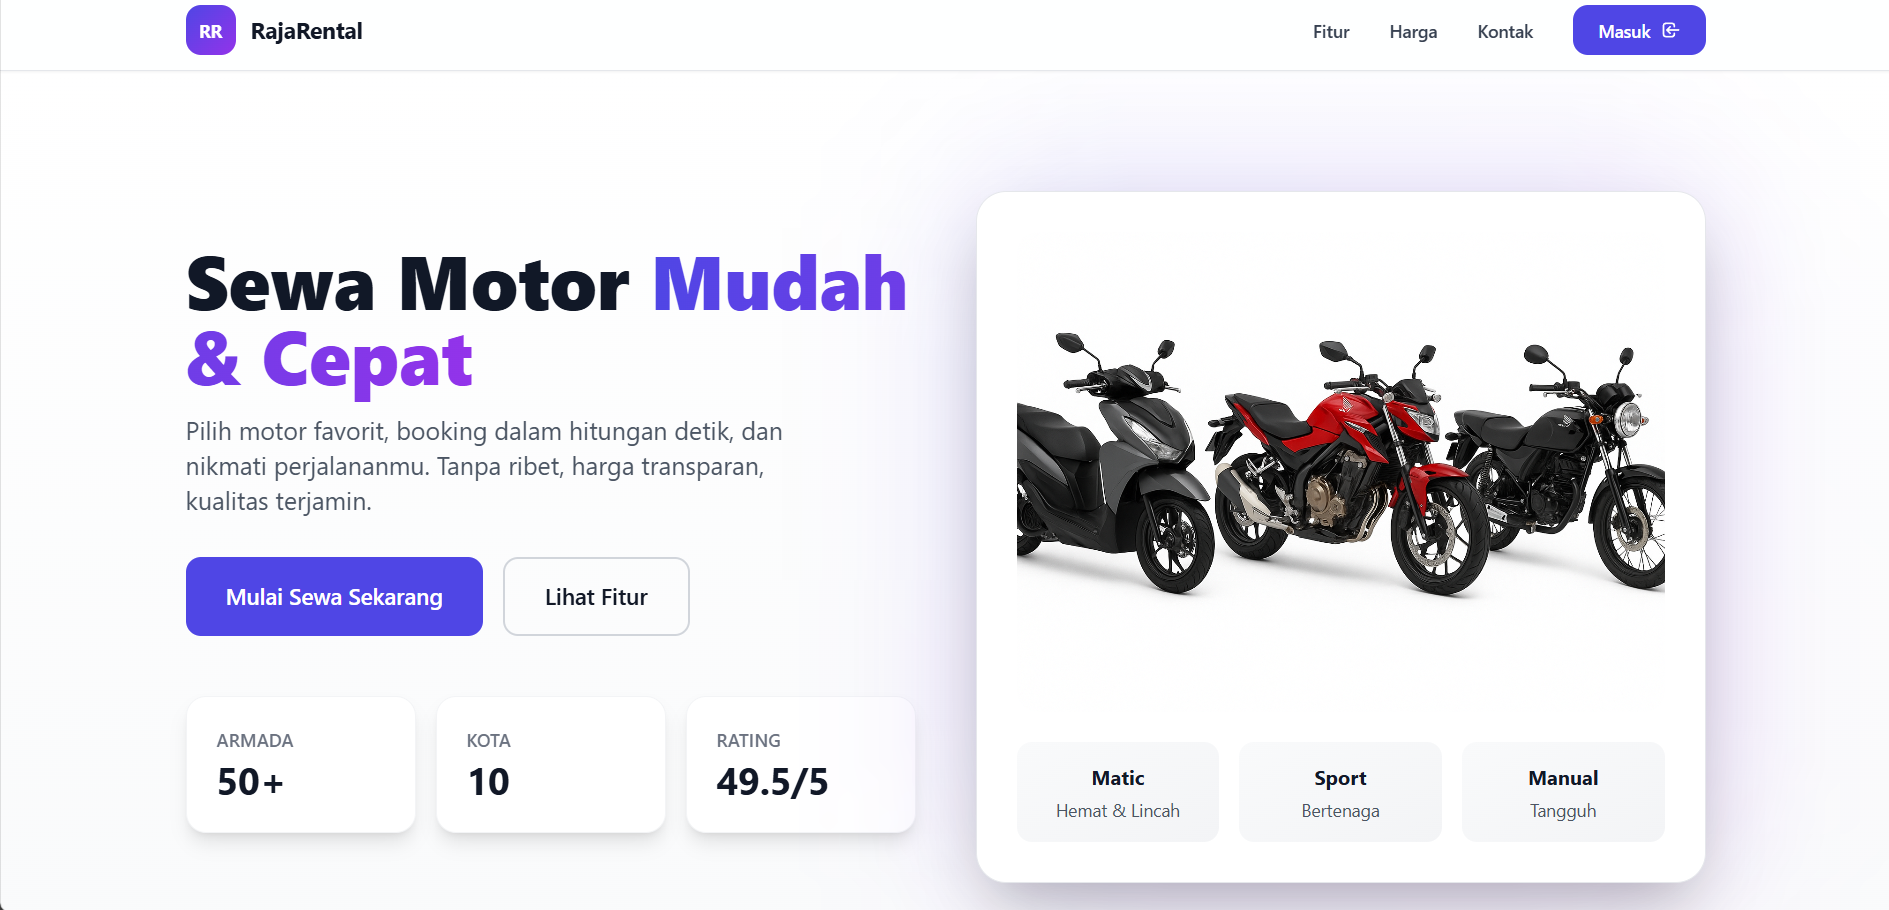 RR
RajaRental
Fitur
Harga
Kontak
Masuk
Sewa Motor Mudah
& Cepat
Pilih motor favorit, booking dalam hitungan detik, dan
nikmati perjalananmu. Tanpa ribet, harga transparan,
kualitas terjamin.
Mulai Sewa Sekarang
Lihat Fitur
ARMADA
50+
KOTA
10
RATING
49.5/5
Matic
Hemat & Lincah
Sport
Bertenaga
Manual
Tangguh